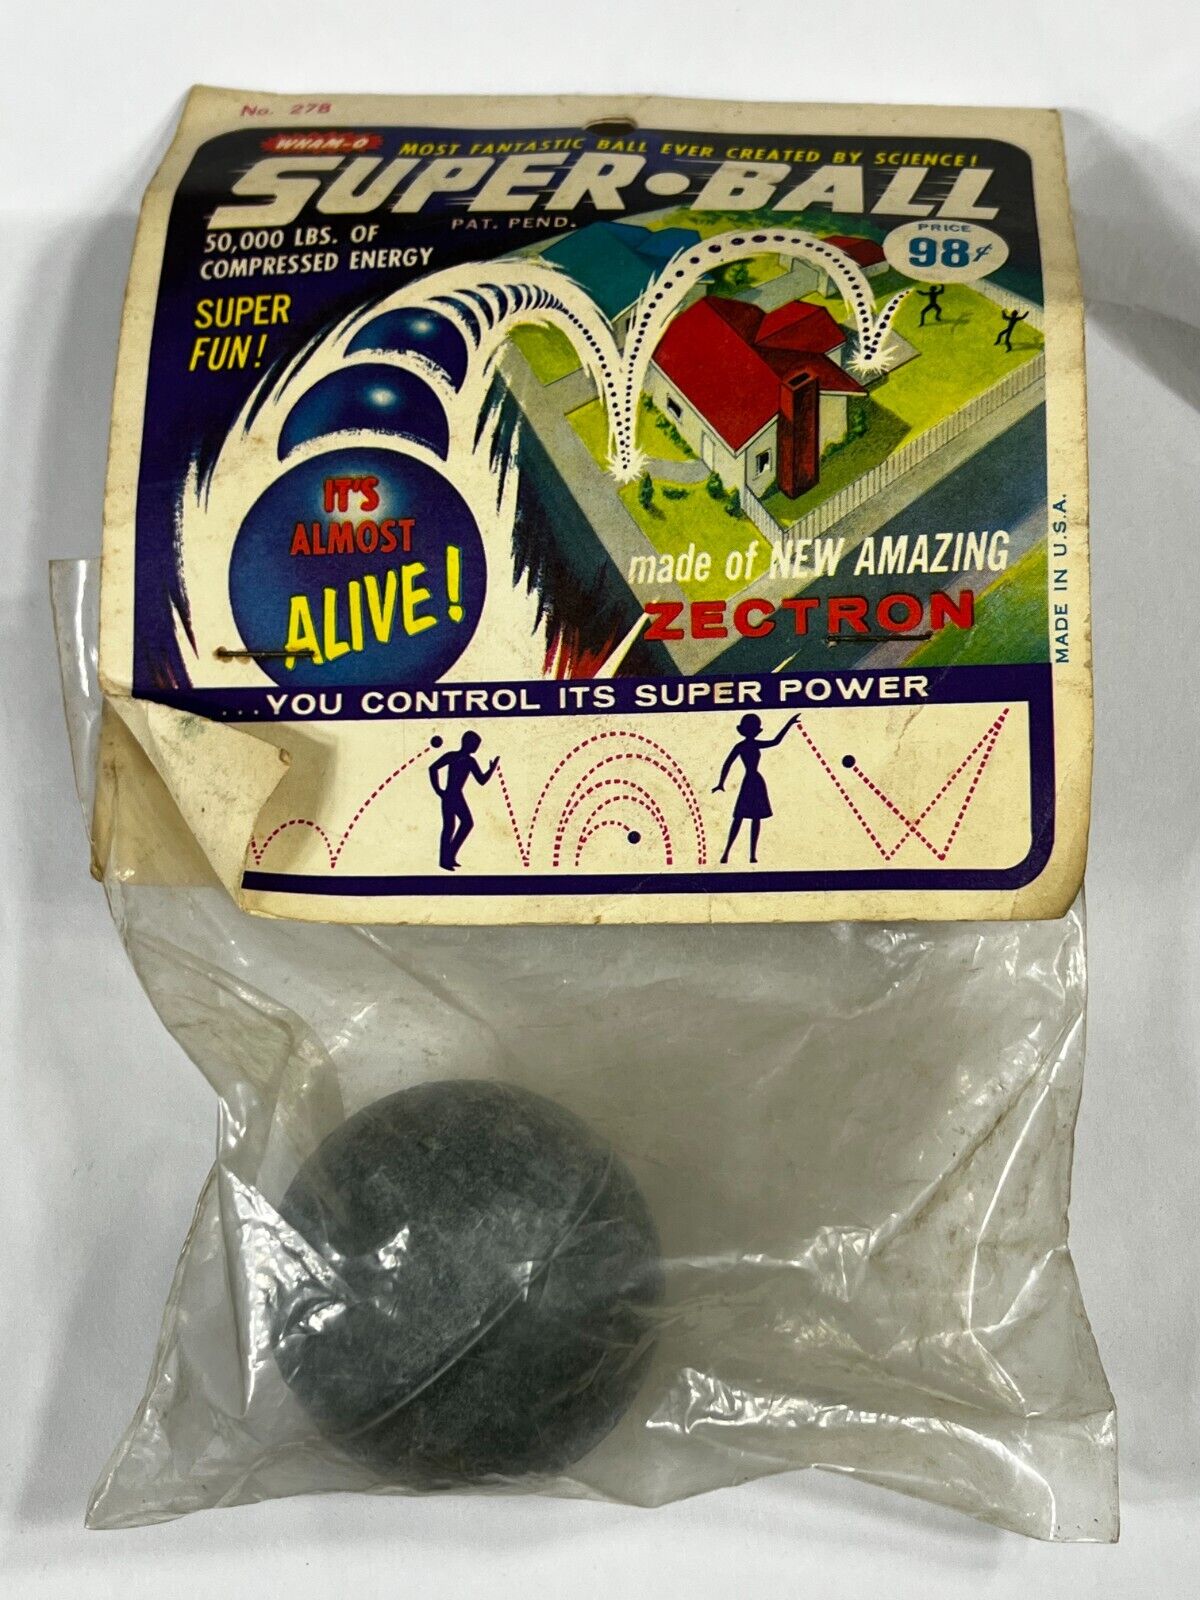 No. 278
WHAM-O
MOST FANTASTIC BALL EVER CREATED BY SCIENCE!
SUPER•BALL
PAT. PEND.
50,000 LBS. OF
COMPRESSED ENERGY
PRICE
98¢
SUPER
FUN!
IT'S
ALMOST
ALIVE!
made of NEW AMAZING
ZECTRON
MADE IN U.S.A.
...YOU CONTROL ITS SUPER POWER